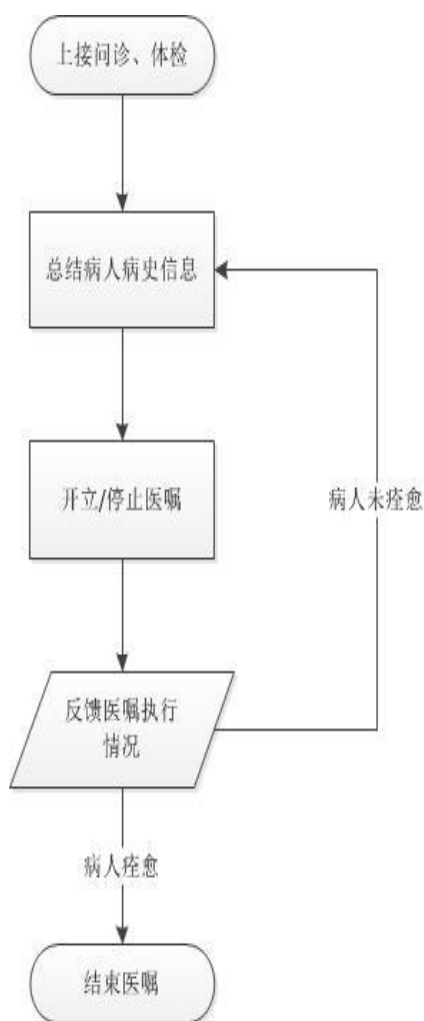 上接问诊、体检
总结病人病史信息
开立/停止医嘱
病人未痊愈
反馈医嘱执行
情况
病人痊愈
结束医嘱